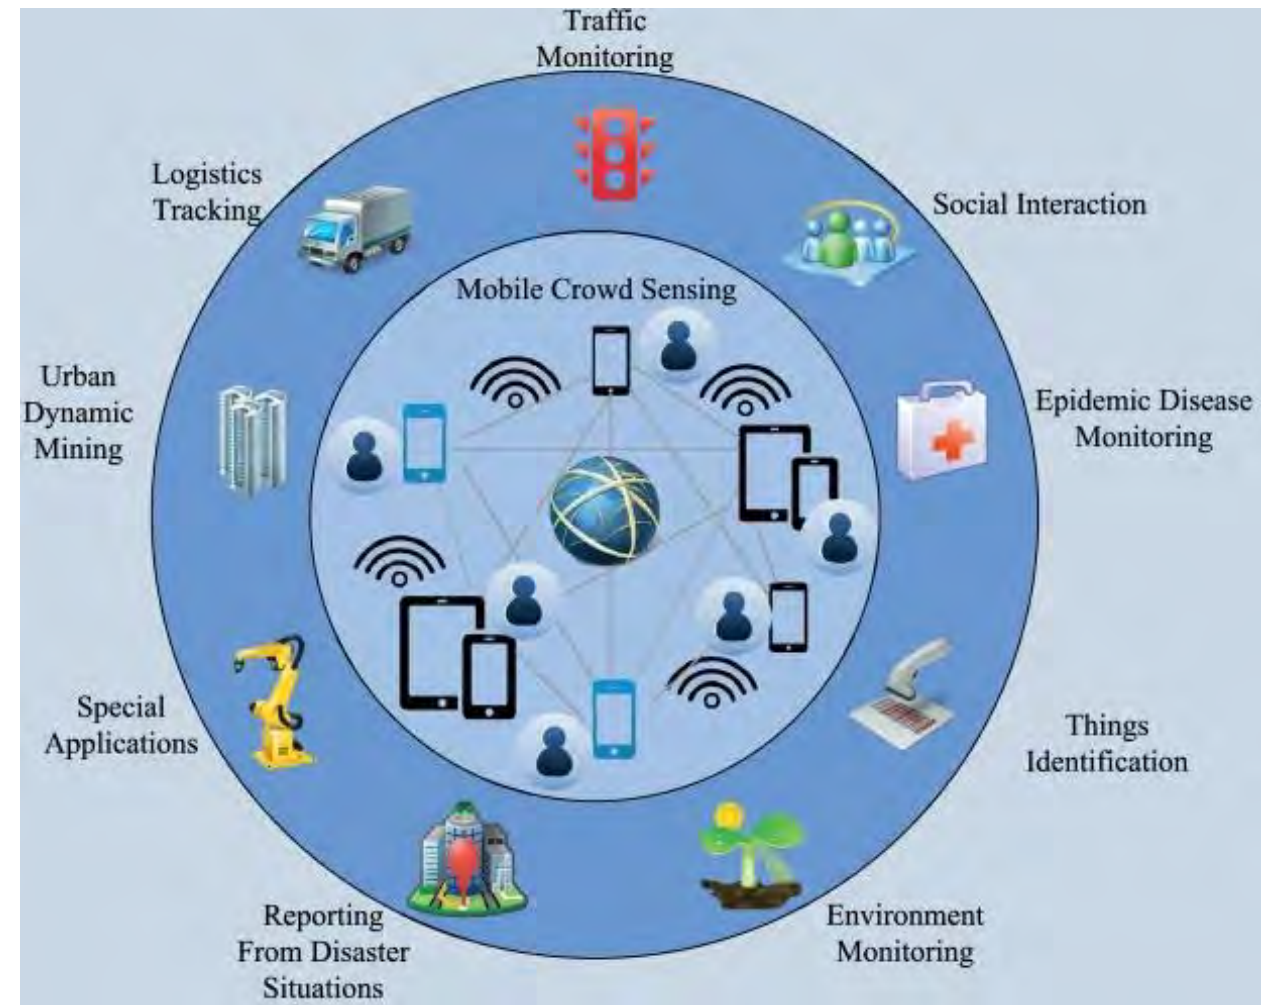 Traffic
Monitoring
Logistics
Tracking
Social Interaction
Mobile Crowd Sensing
Urban
Dynamic
Mining
Epidemic Disease
Monitoring
Special
Applications
Things
Identification
Reporting
From Disaster
Situations
Environment
Monitoring